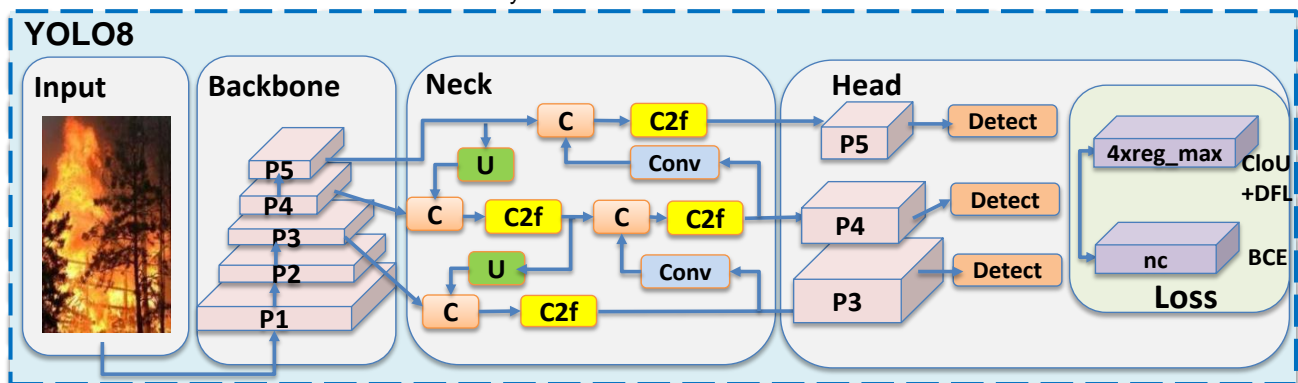 YOLO8
Input
Backbone
P5
P4
P3
P2
P1
Neck
C
C2f
U
Conv
C
C2f
C
C2f
U
Conv
C
C2f
Head
P5
Detect
P4
Detect
P3
Detect
4xreg_max
CloU
+DFL
nc
BCE
Loss